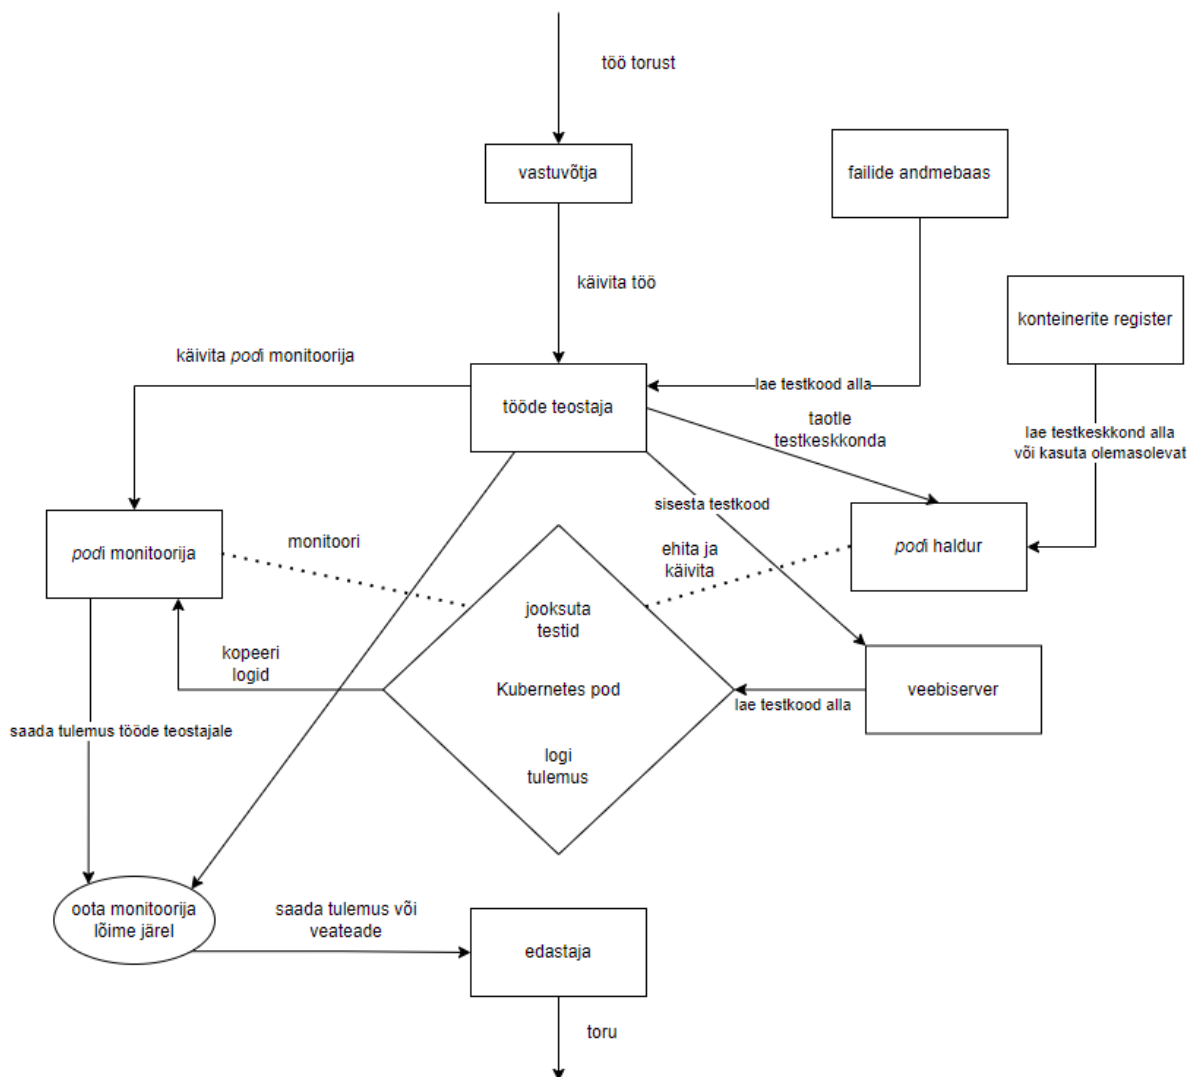 töö torust
vastuvõtja
failide andmebaas
käivita töö
konteinerite register
käivita podi monitoorija
lae testkood alla
tööde teostaja
taotle
testkeskkonda
lae testkeskkond alla
või kasuta olemasolevat
sisesta testkood
podi monitoorija
monitoori
ehita ja
käivita
podi haldur
jooksuta
testid
kopeeri
logid
Kubernetes pod
veebiserver
lae testkood alla
saada tulemus tööde teostajale
logi
tulemus
oota monitoorija
lõime järel
saada tulemus või
veateade
edastaja
toru